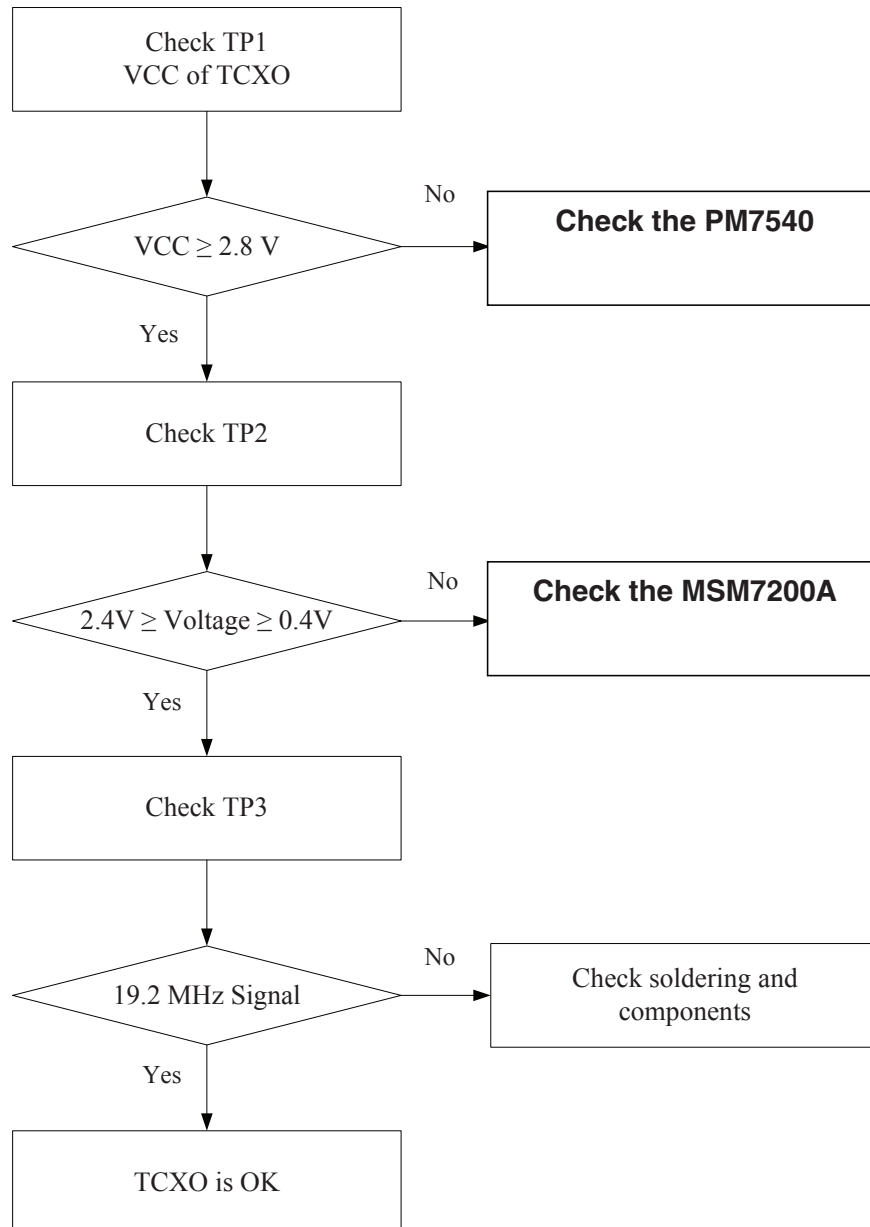 Check TP1
VCC of TCXO
No
VCC ≥ 2.8 V
Check the PM7540
Yes
Check TP2
No
2.4V ≥ Voltage ≥ 0.4V
Check the MSM7200A
Yes
Check TP3
No
19.2 MHz Signal
Check soldering and
components
Yes
TCXO is OK